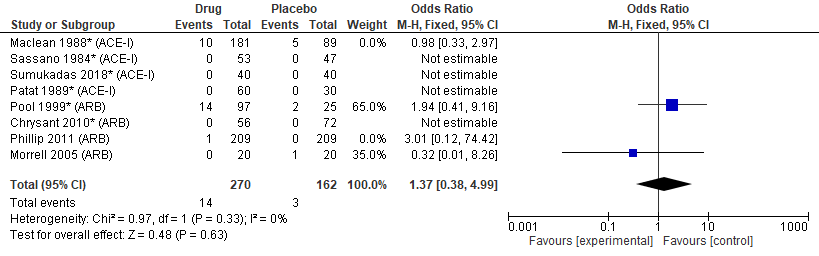 Drug Placebo Odds Ratio Odds Ratio
Study or Subgroup Events Total Events Total Weight M-H, Fixed, 95% CI M-H, Fixed, 95% CI
Maclean 1988* (ACE-I) 10 181 5 89 0.0% 0.98 [0.33, 2.97]
Sassano 1984* (ACE-I) 0 53 0 47 Not estimable
Sumukadas 2018* (ACE-I) 0 40 0 40 Not estimable
Patat 1989* (ACE-I) 0 60 0 30 Not estimable
Pool 1999* (ARB) 14 97 2 25 65.0% 1.94 [0.41, 9.16]
Chrysant 2010* (ARB) 0 56 0 72 Not estimable
Phillip 2011 (ARB) 1 209 0 209 0.0% 3.01 [0.12, 74.42]
Morrell 2005 (ARB) 0 20 1 20 35.0% 0.32 [0.01, 8.26]
Total (95% CI) 270 162 100.0% 1.37 [0.38, 4.99]
Total events 14 3
Heterogeneity: Chi² = 0.97, df = 1 (P = 0.33); I² = 0%
Test for overall effect: Z = 0.48 (P = 0.63)
0.001 0.1 1 10 1000
Favours [experimental] Favours [control]